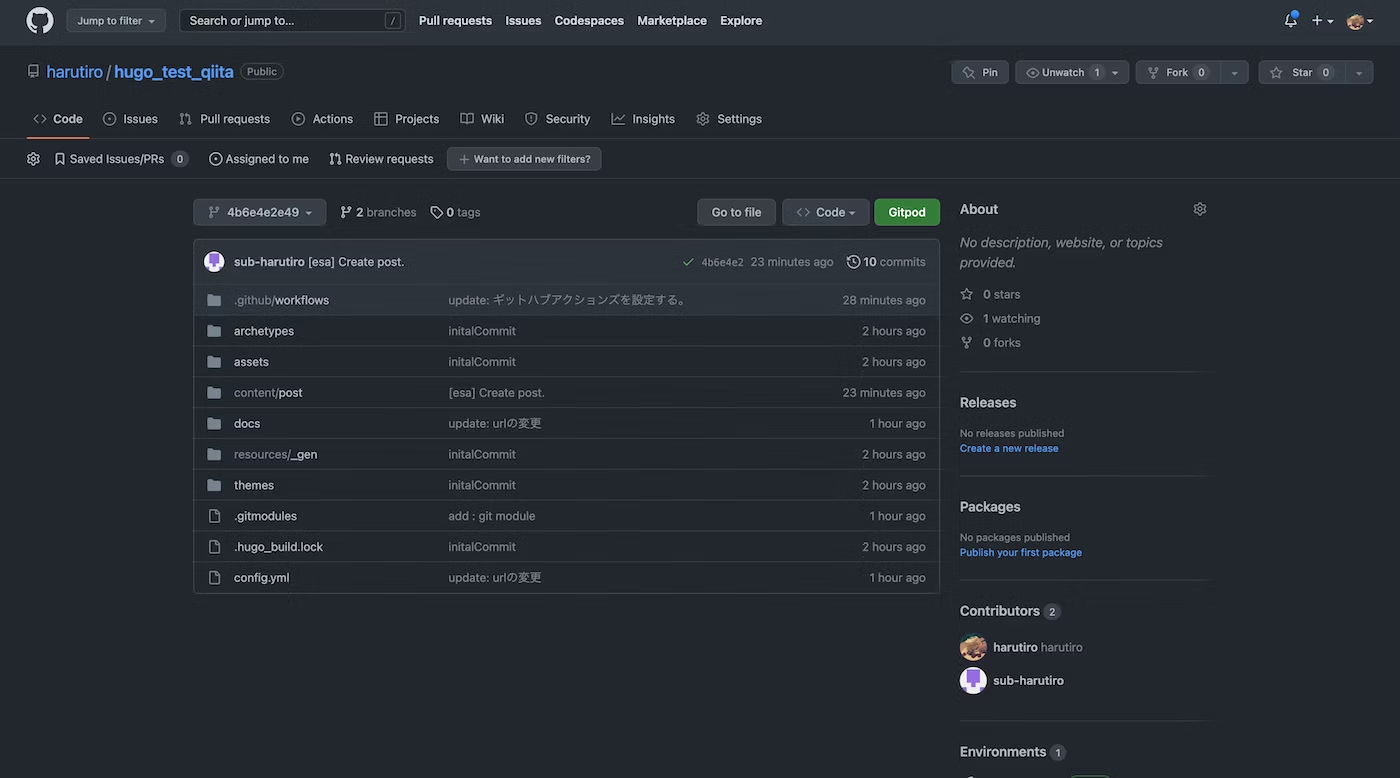 Jump to filter Search or jump to... / Pull requests Issues Codespaces Marketplace Explore
harutiro / hugo_test_qiita Public Pin Unwatch 1 Fork 0 Star 0
Code Issues Pull requests Actions Projects Wiki Security Insights Settings
Saved Issues/PRs 0 Assigned to me Review requests + Want to add new filters?
4b6e4e2e49 2 branches 0 tags Go to file Code Gitpod
sub-harutiro [esa] Create post. 4b6e4e2 23 minutes ago 10 commits
.github/workflows update: ギットハブアクションズを設定する。 28 minutes ago
archetypes initalCommit 2 hours ago
assets initalCommit 2 hours ago
content/post [esa] Create post. 23 minutes ago
docs update: urlの変更 1 hour ago
resources/_gen initalCommit 2 hours ago
themes initalCommit 2 hours ago
.gitmodules add : git module 1 hour ago
.hugo_build.lock initalCommit 2 hours ago
config.yml update: urlの変更 1 hour ago
About
No description, website, or topics
provided.
0 stars
1 watching
0 forks
Releases
No releases published
Create a new release
Packages
No packages published
Publish your first package
Contributors 2
harutiro harutiro
sub-harutiro
Environments 1